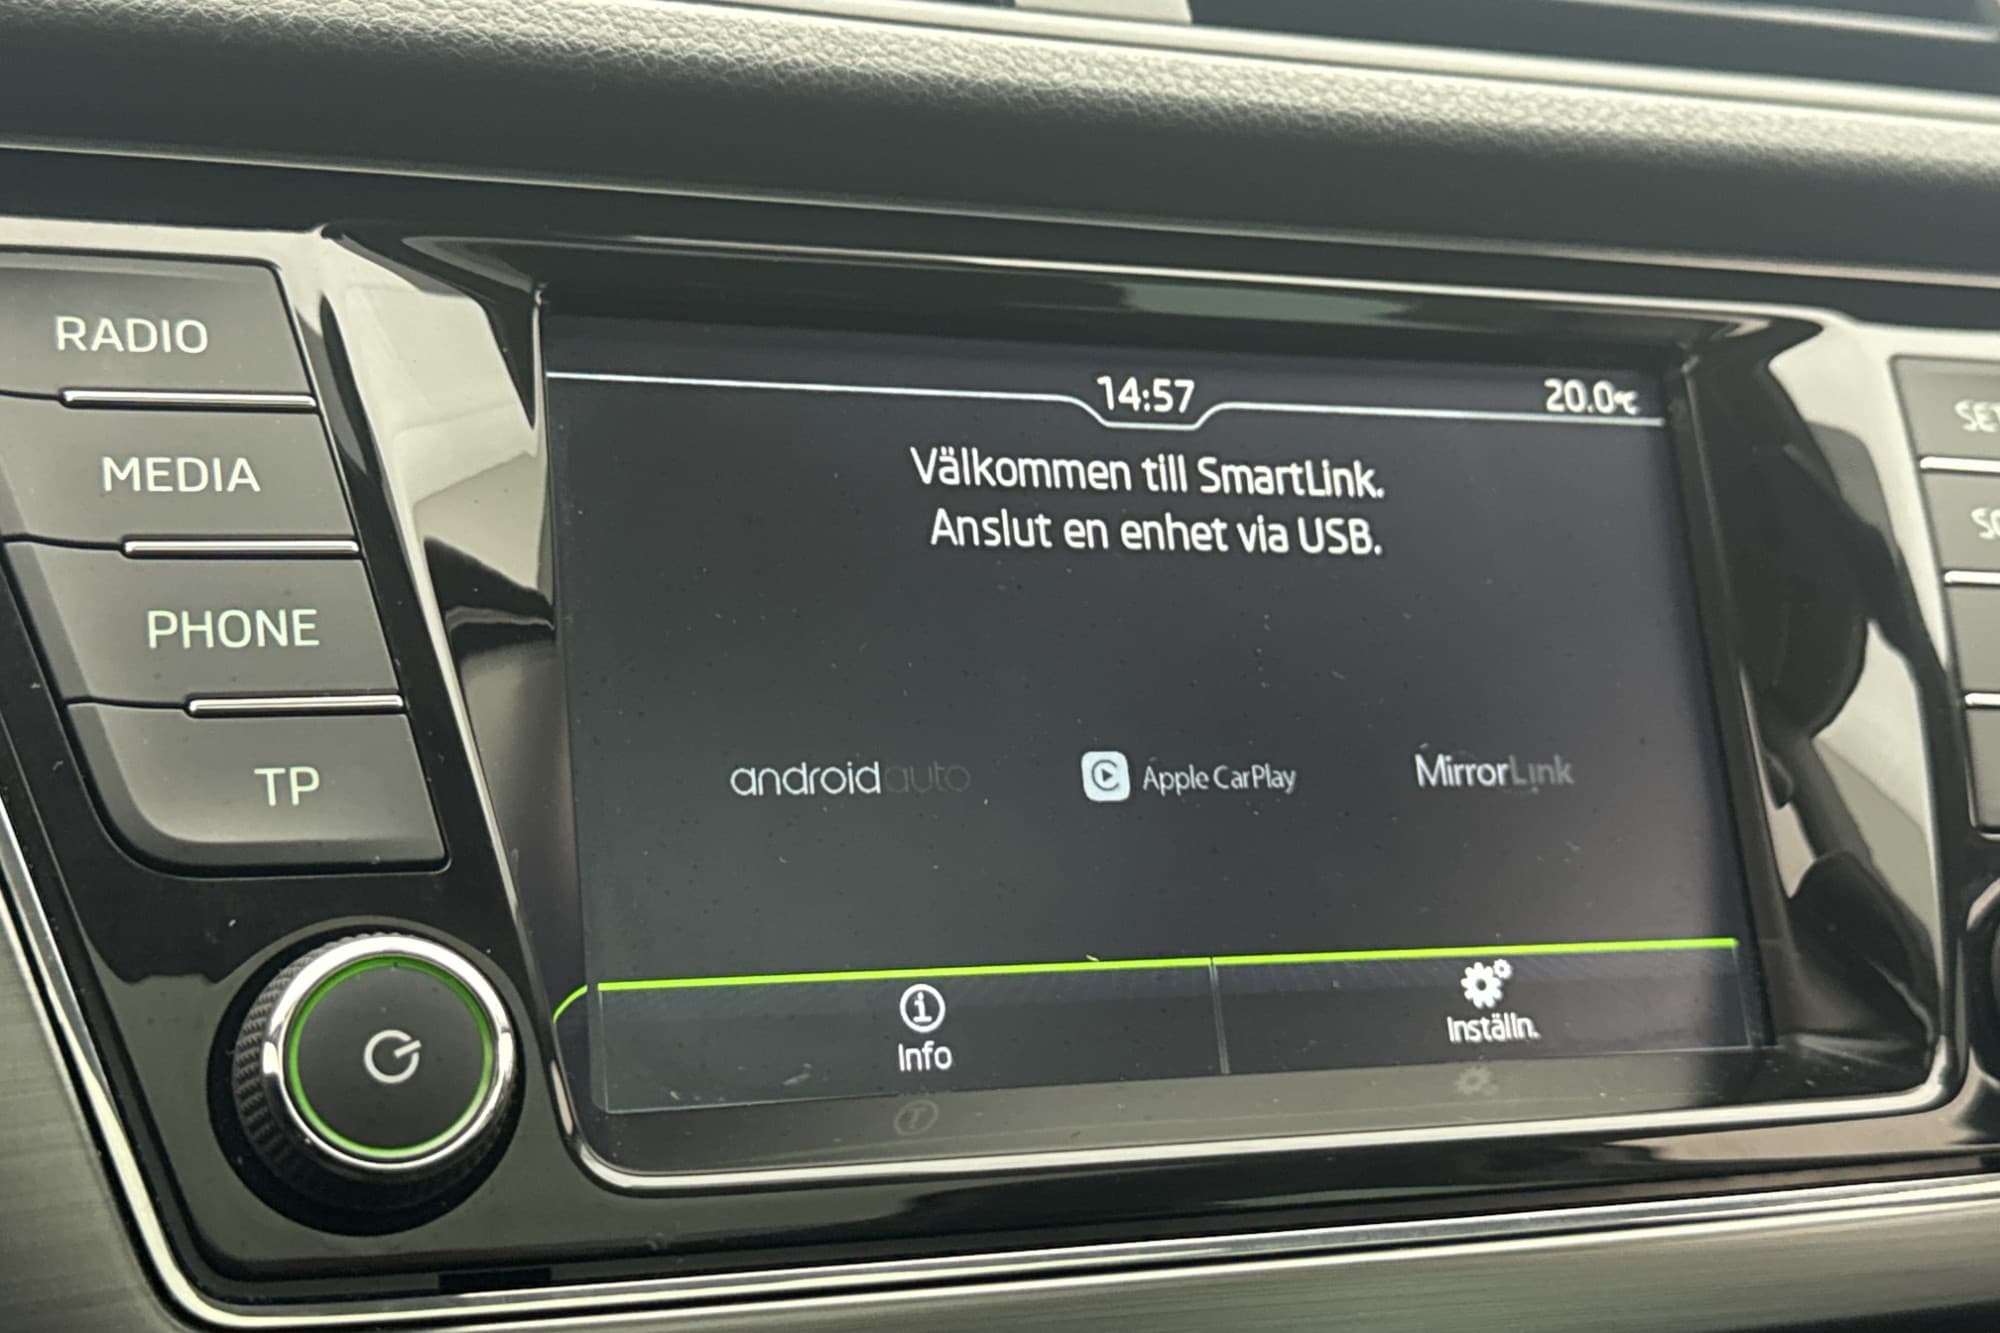 RADIO
MEDIA
PHONE
TP
14:57
20.0°C
Välkommen till SmartLink.
Anslut en enhet via USB.
androidauto
Apple CarPlay
MirrorLink
Info
Inställn.